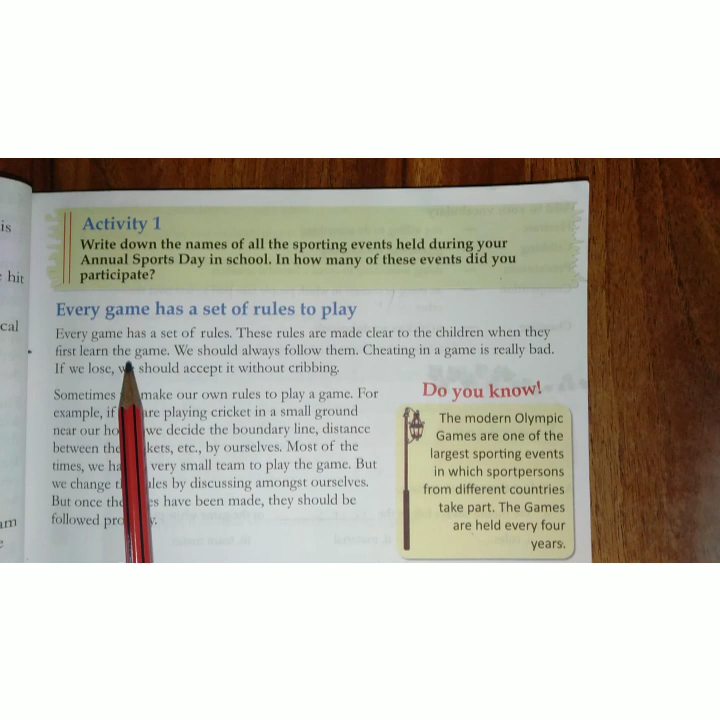 is
hit
cal
am
e
Activity 1
Write down the names of all the sporting events held during your
Annual Sports Day in school. In how many of these events did you
participate?
Every game has a set of rules to play
Every game has a set of rules. These rules are made clear to the children when they
first learn the game. We should always follow them. Cheating in a game is really bad.
If we lose, we should accept it without cribbing.
Sometimes make our own rules to play a game. For
example, if are playing cricket in a small ground
near our we decide the boundary line, distance
between the etc., by ourselves. Most of the
times, we very small team to play the game. But
we change by discussing amongst ourselves.
But once the have been made, they should be
followed
Do you know!
The modern Olympic
Games are one of the
largest sporting events
in which sportpersons
from different countries
take part. The Games
are held every four
years.